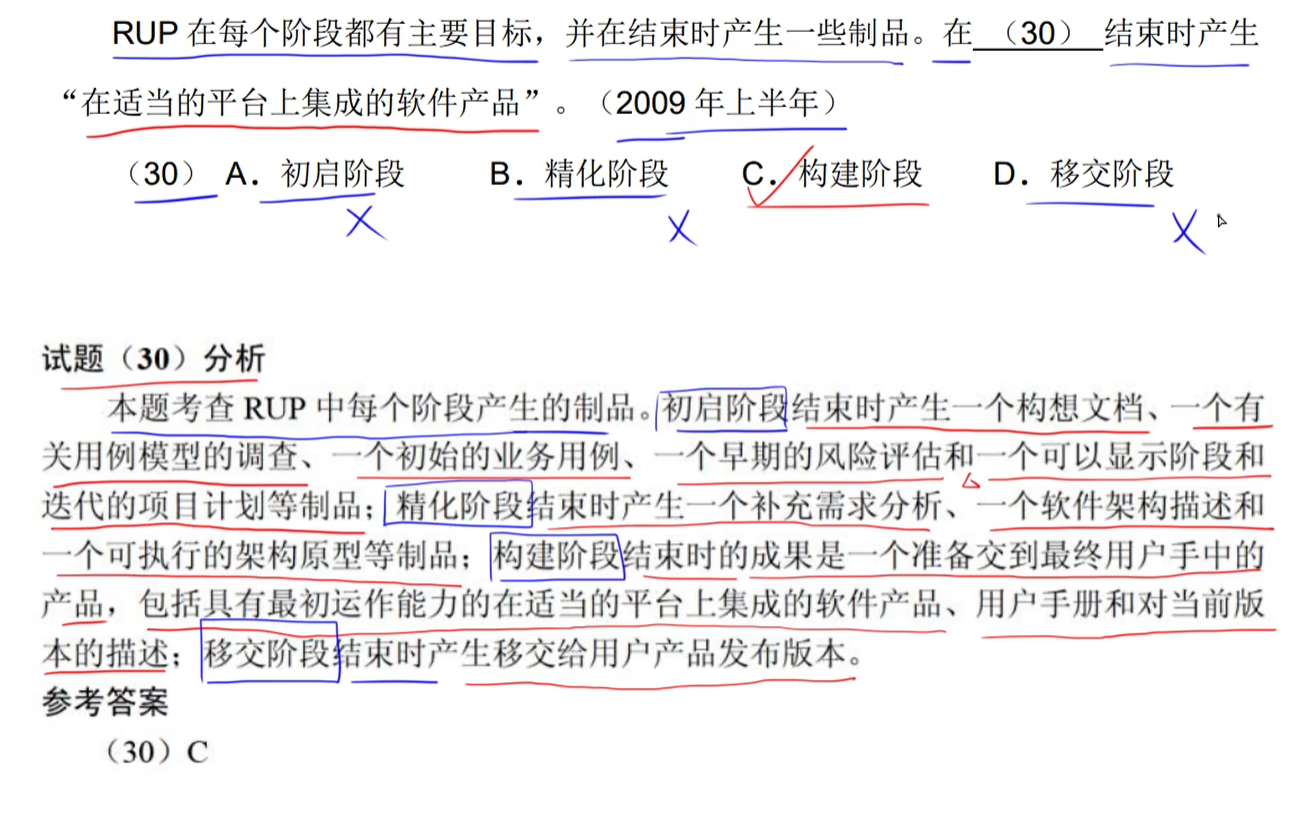 RUP 在每个阶段都有主要目标，并在结束时产生一些制品。在 （30） 结束时产生
“在适当的平台上集成的软件产品”。（2009 年上半年）
（30） A．初启阶段 B．精化阶段 C．构建阶段 D．移交阶段
试题（30）分析
本题考查 RUP 中每个阶段产生的制品。初启阶段结束时产生一个构想文档、一个有
关用例模型的调查、一个初始的业务用例、一个早期的风险评估和一个可以显示阶段和
迭代的项目计划等制品；精化阶段结束时产生一个补充需求分析、一个软件架构描述和
一个可执行的架构原型等制品；构建阶段结束时的成果是一个准备交到最终用户手中的
产品，包括具有最初运作能力的在适当的平台上集成的软件产品、用户手册和对当前版
本的描述；移交阶段结束时产生移交给用户产品发布版本。
参考答案
（30）C